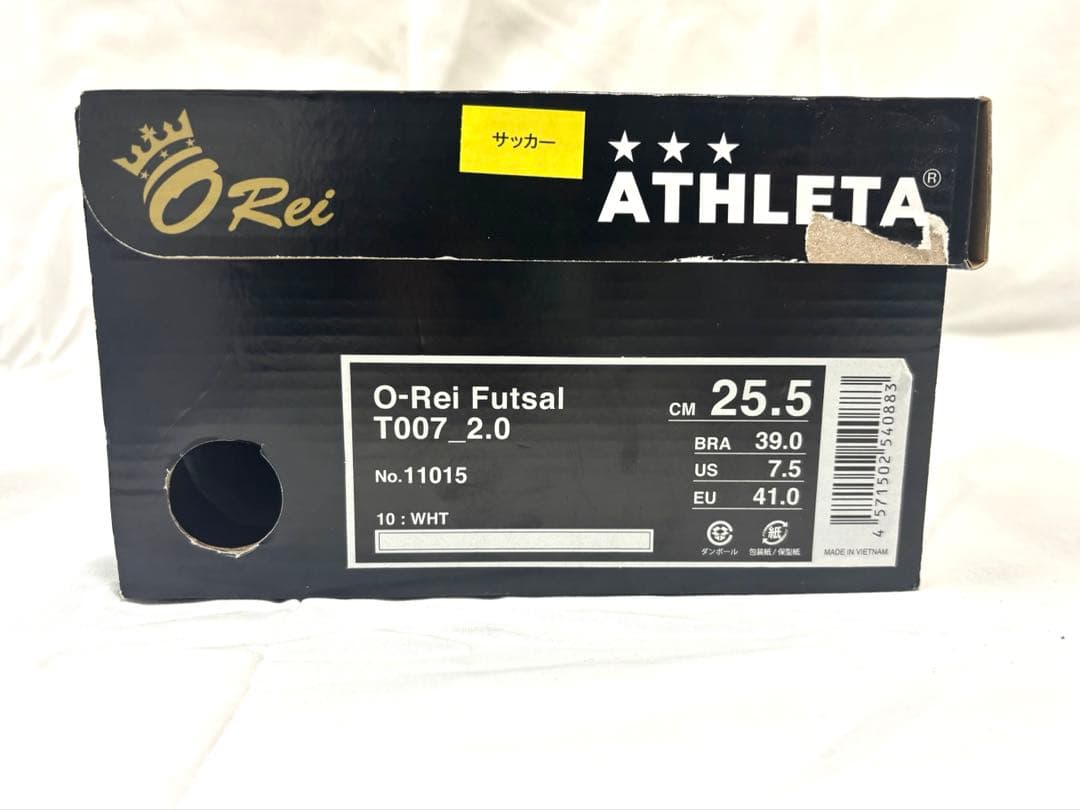 O Rei
サッカー
ATHLETA®
O-Rei Futsal
T007_2.0
No.11015
10 : WHT
CM 25.5
BRA 39.0
US 7.5
EU 41.0
ダンボール
包装紙/保型紙
4 571502 540883
MADE IN VIETNAM